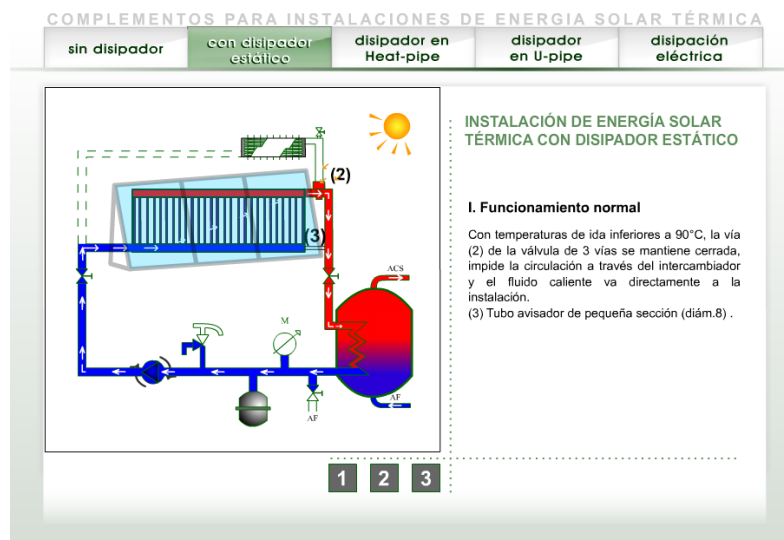 COMPLEMENTOS PARA INSTALACIONES DE ENERGIA SOLAR TÉRMICA
sin disipador
con disipador
estático
disipador en
Heat-pipe
disipador
en U-pipe
disipación
eléctrica
(2)
(3)
ACS
M
AF
AF
INSTALACIÓN DE ENERGÍA SOLAR
TÉRMICA CON DISIPADOR ESTÁTICO
I. Funcionamiento normal
Con temperaturas de ida inferiores a 90°C, la vía
(2) de la válvula de 3 vías se mantiene cerrada,
impide la circulación a través del intercambiador
y el fluido caliente va directamente a la
instalación.
(3) Tubo avisador de pequeña sección (diám.8) .
1 2 3